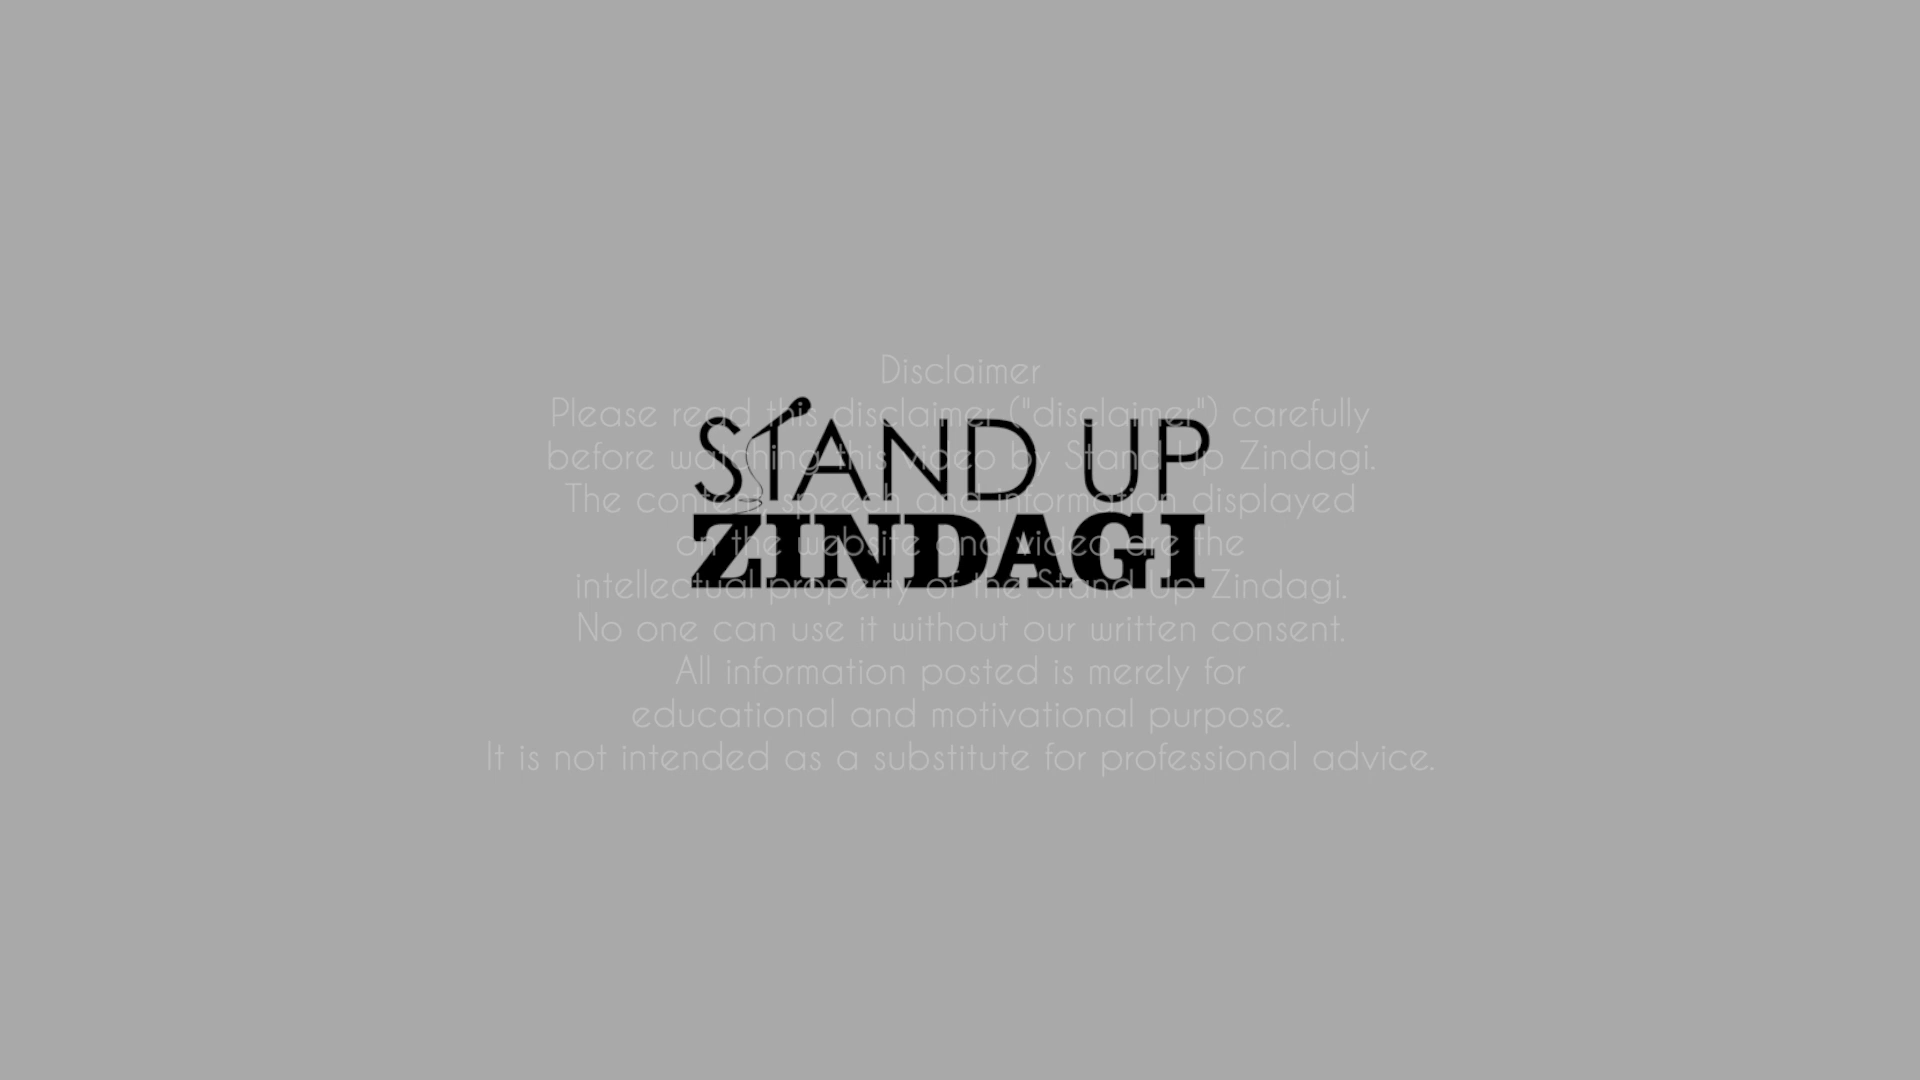 Disclaimer
Please read this disclaimer ("disclaimer") carefully
before watching this video by Stand Up Zindagi.
The content speech and information displayed
on the website and video are the
intellectual property of the Stand Up Zindagi.
No one can use it without our written consent.
All information posted is merely for
educational and motivational purpose.
It is not intended as a substitute for professional advice.
STAND UP
ZINDAGI